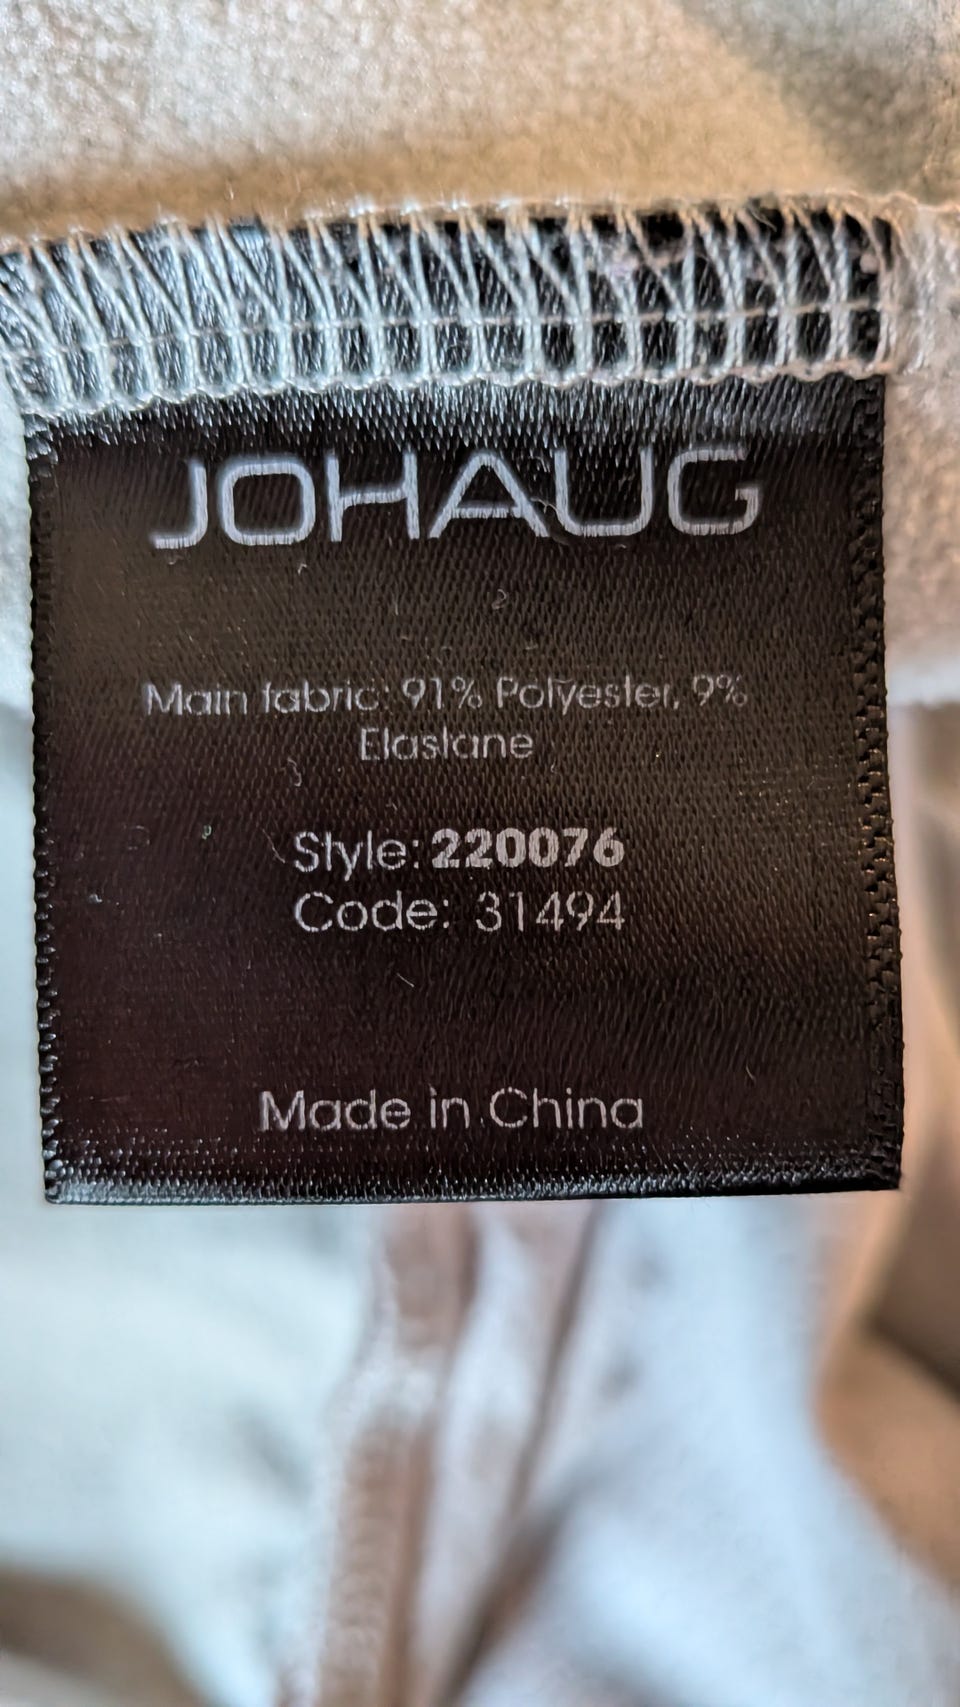 JOHAUG
Main fabric: 91% Polyester, 9%
Elastane
Style: 220076
Code: 31494
Made in China